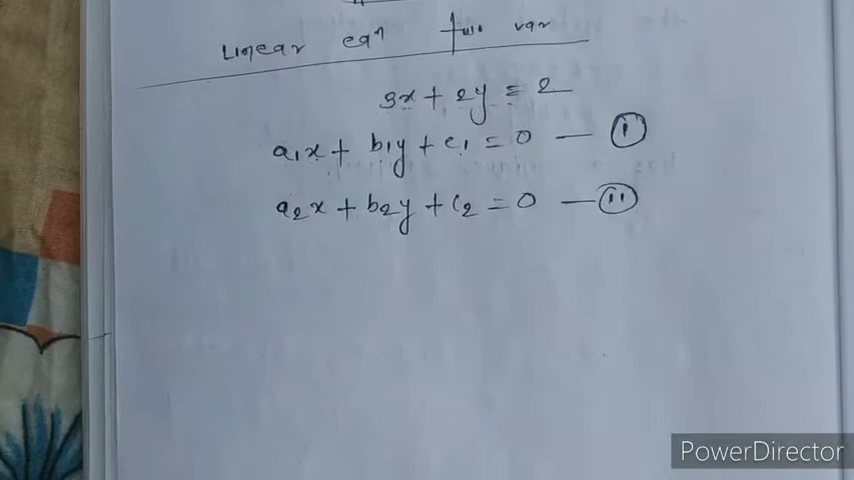 Linear eqⁿ two var
3x + 2y = 2
a₁x + b₁y + c₁ = 0 — ⓘ
a₂x + b₂y + c₂ = 0 — (ii)
PowerDirector